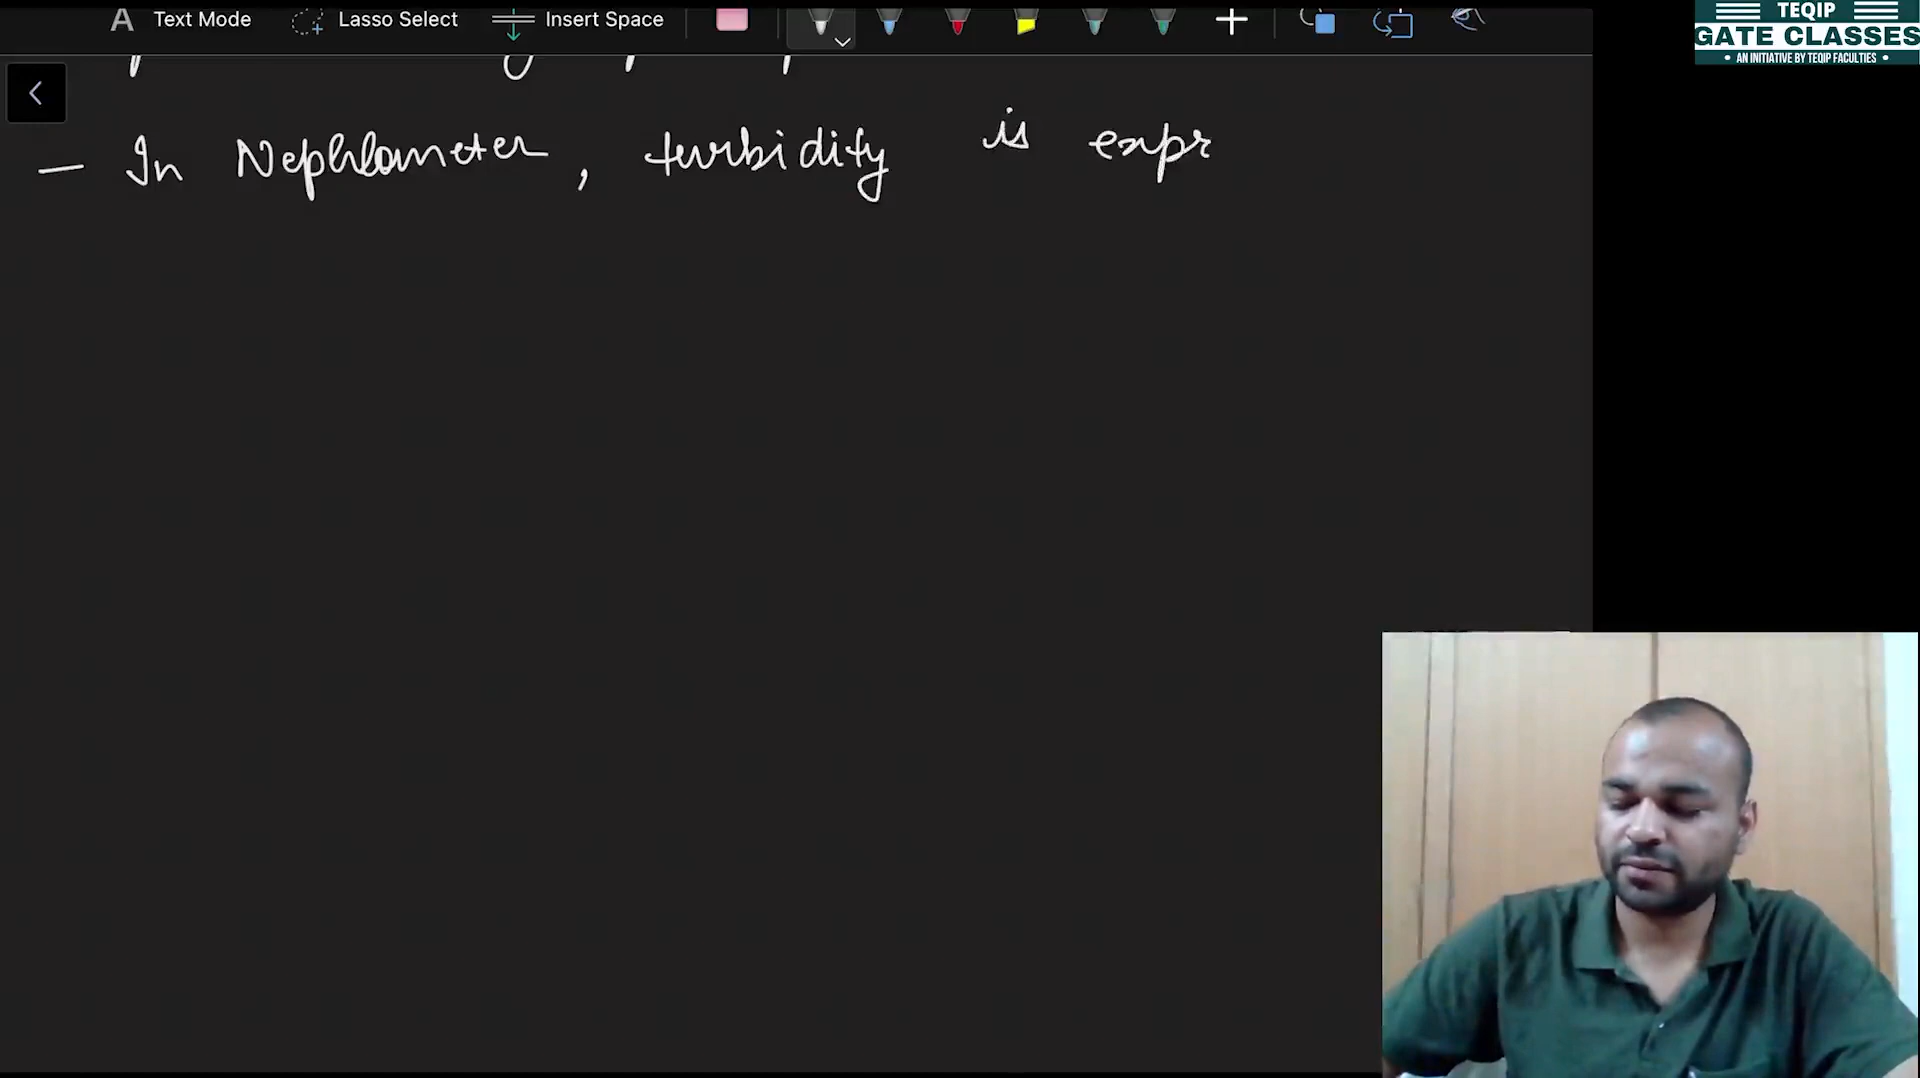 Text Mode Lasso Select Insert Space
TEQIP
GATE CLASSES
• AN INITIATIVE BY TEQIP FACULTIES •
– In Nephlometer, turbidity is expr